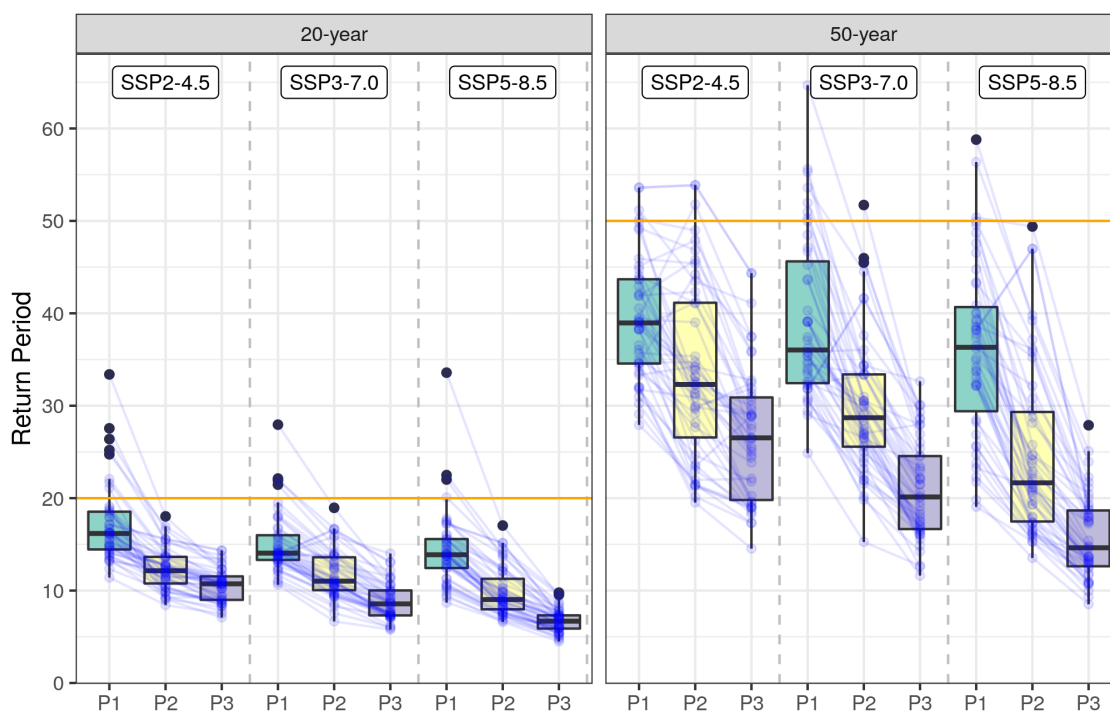 20-year 50-year
SSP2-4.5 SSP3-7.0 SSP5-8.5 SSP2-4.5 SSP3-7.0 SSP5-8.5
Return Period
60
50
40
30
20
10
0
P1 P2 P3 P1 P2 P3 P1 P2 P3 P1 P2 P3 P1 P2 P3 P1 P2 P3